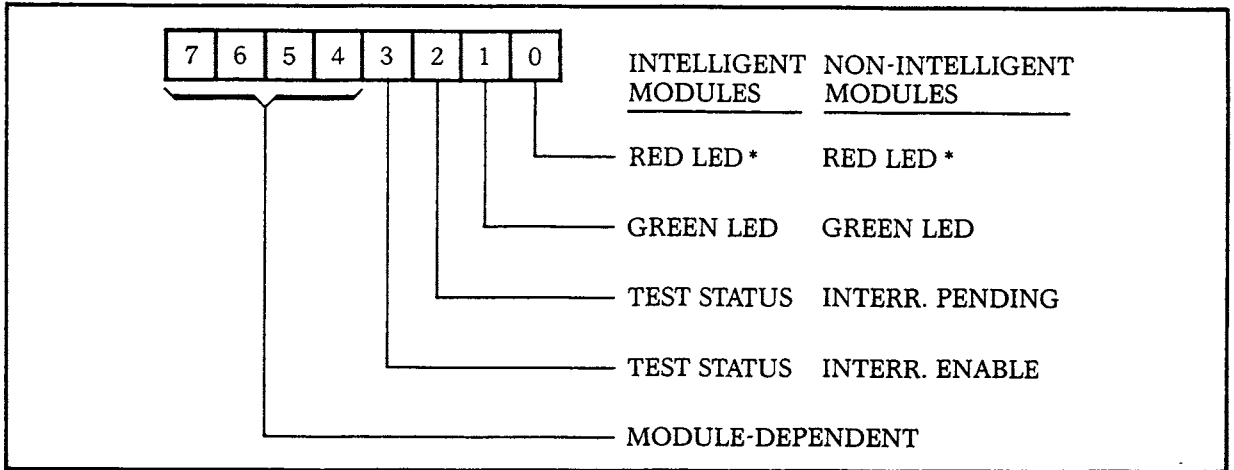 7 6 5 4 3 2 1 0
INTELLIGENT NON-INTELLIGENT
MODULES MODULES
RED LED * RED LED *
GREEN LED GREEN LED
TEST STATUS INTERR. PENDING
TEST STATUS INTERR. ENABLE
MODULE-DEPENDENT